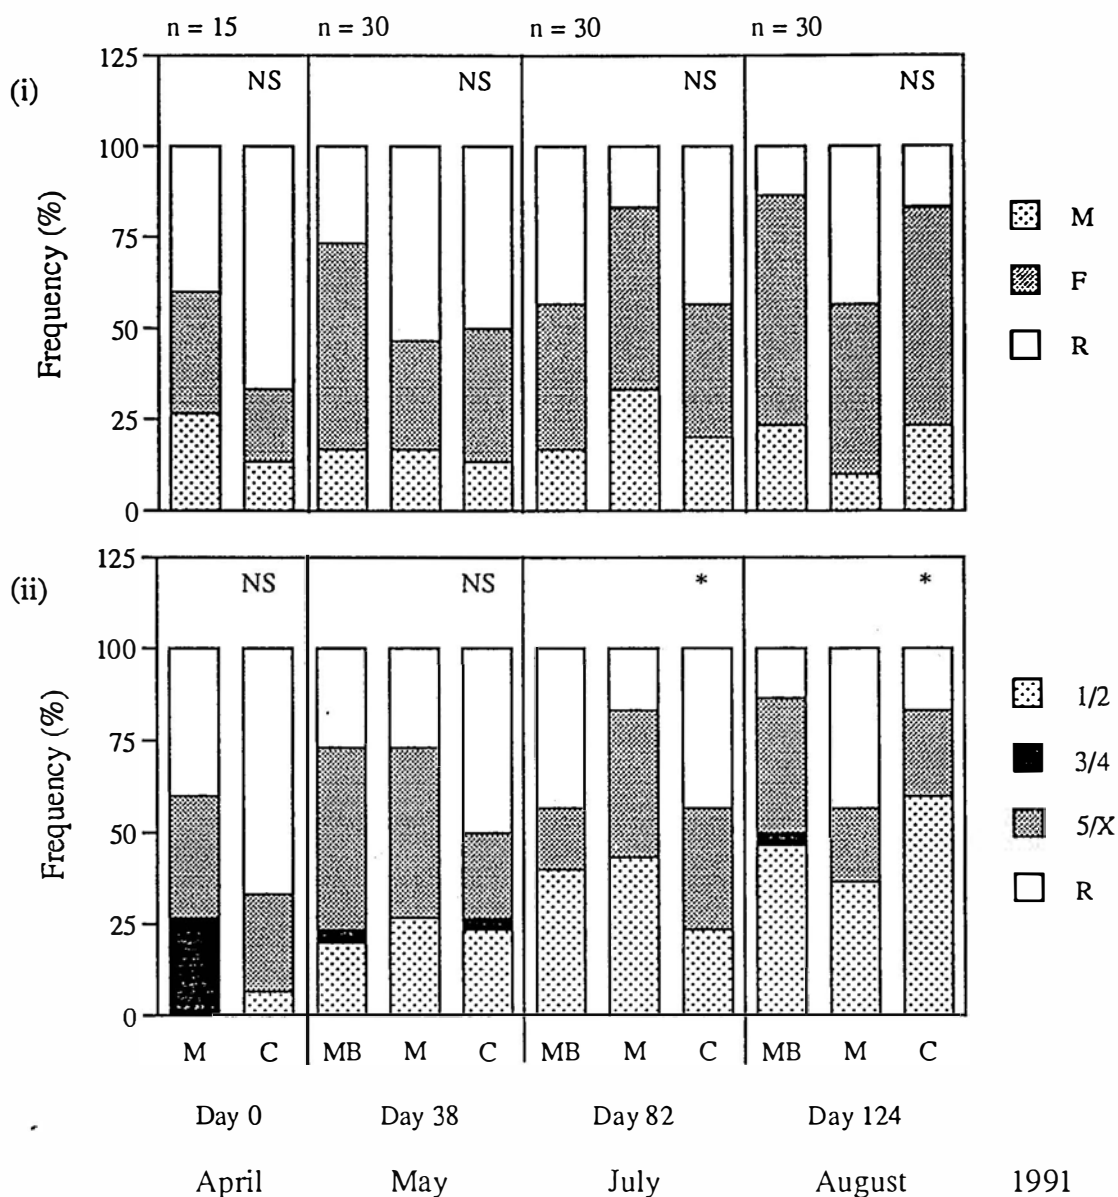 n = 15 n = 30 n = 30 n = 30
(i)
Frequency (%)
125
100
75
50
25
0
NS NS NS NS
M
F
R
(ii)
Frequency (%)
125
100
75
50
25
0
NS NS * *
1/2
3/4
5/X
R
M C MB M C MB M C MB M C
Day 0 Day 38 Day 82 Day 124
April May July August 1991